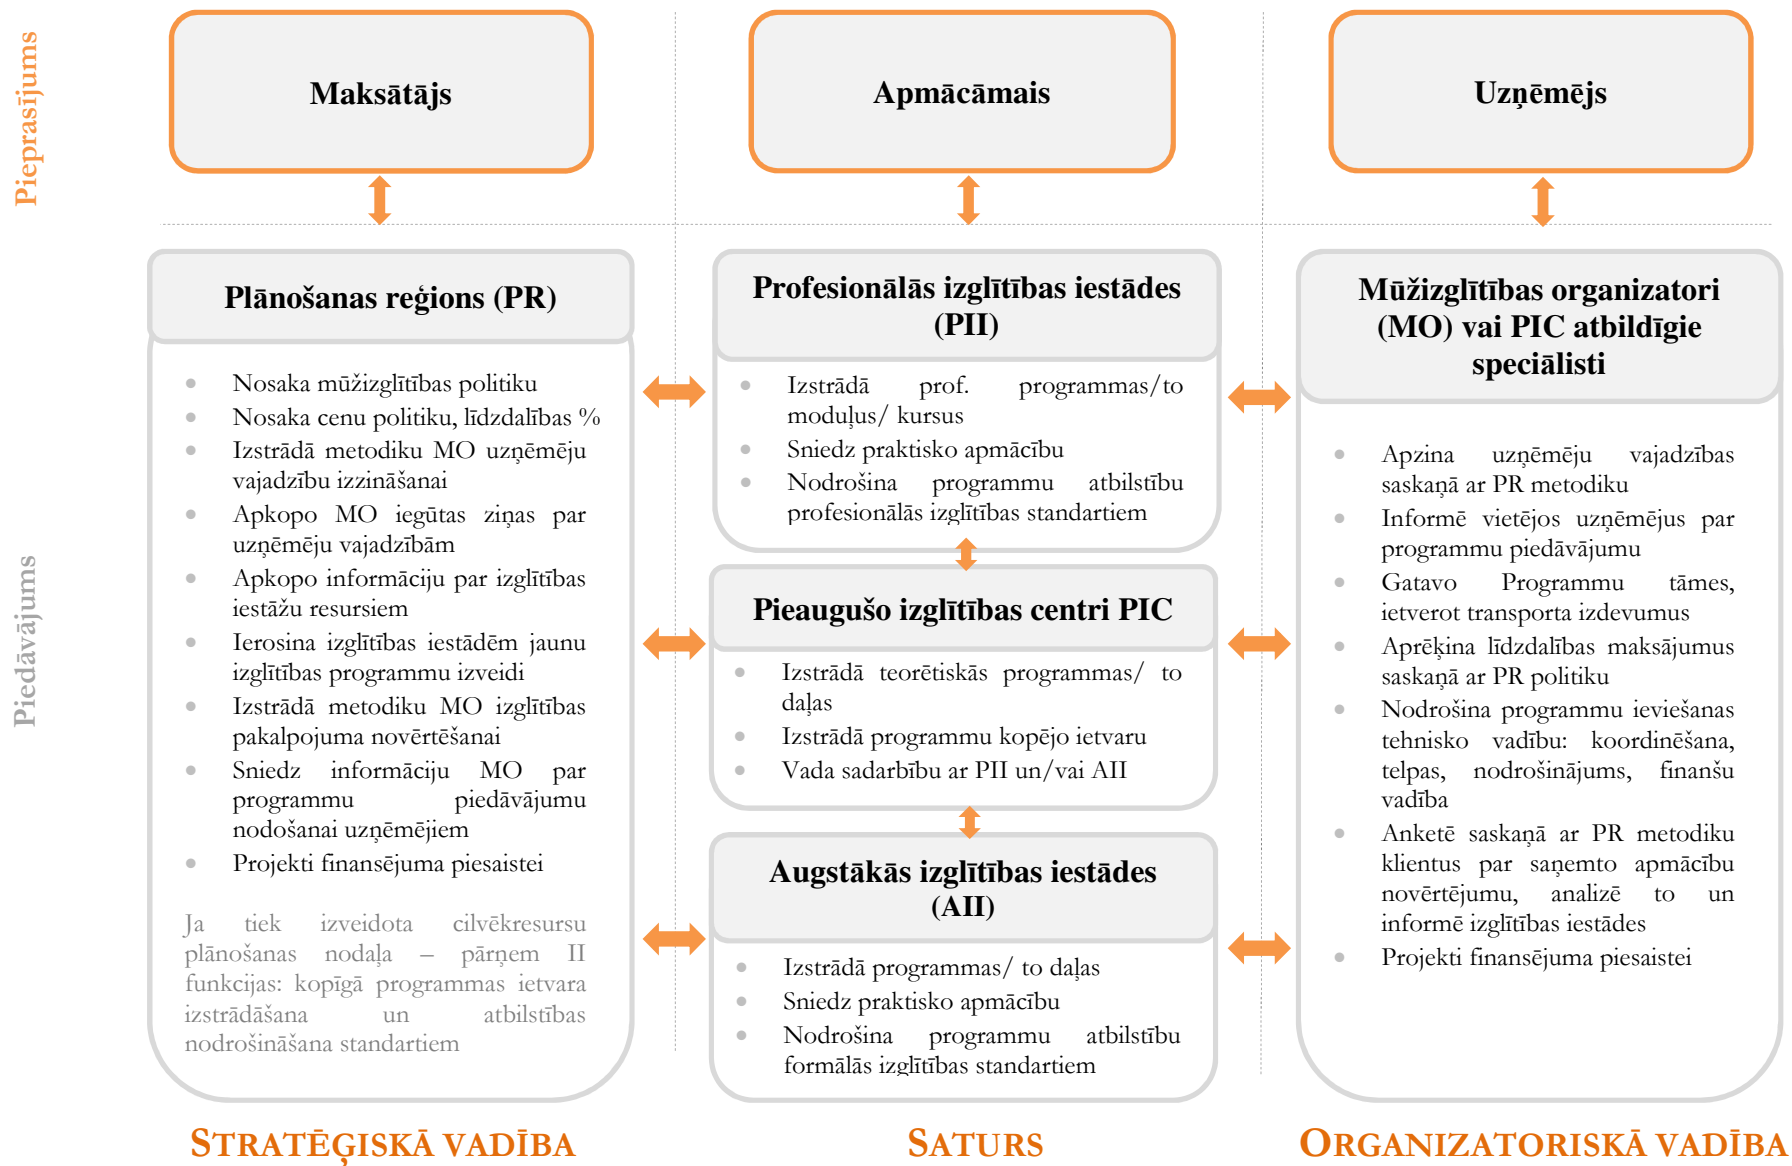 Pieprasījums
Maksātājs
Apmācāmais
Uzņēmējs
Piedāvājums
Plānošanas reģions (PR)
Nosaka mūžizglītības politiku
Nosaka cenu politiku, līdzdalības %
Izstrādā metodiku MO uzņēmēju
vajadzību izzināšanai
Apkopo MO iegūtas ziņas par
uzņēmēju vajadzībām
Apkopo informāciju par izglītības
iestāžu resursiem
Ierosina izglītības iestādēm jaunu
izglītības programmu izveidi
Izstrādā metodiku MO izglītības
pakalpojuma novērtēšanai
Sniedz informāciju MO par
programmu piedāvājumu
nodošanai uzņēmējiem
Projekti finansējuma piesaistei
Ja tiek izveidota cilvēkresursu
plānošanas nodaļa – pārņem II
funkcijas: kopīgā programmas ietvara
izstrādāšana un atbilstības
nodrošināšana standartiem
STRATĒĢISKĀ VADĪBA
Profesionālās izglītības iestādes
(PII)
Izstrādā prof. programmas/to
moduļus/ kursus
Sniedz praktisko apmācību
Nodrošina programmu atbilstību
profesionālās izglītības standartiem
Pieaugušo izglītības centri PIC
Izstrādā teorētiskās programmas/ to
daļas
Izstrādā programmu kopējo ietvaru
Vada sadarbību ar PII un/vai AII
Augstākās izglītības iestādes
(AII)
Izstrādā programmas/ to daļas
Sniedz praktisko apmācību
Nodrošina programmu atbilstību
formālās izglītības standartiem
SATURS
Mūžizglītības organizatori
(MO) vai PIC atbildīgie
speciālisti
Apzina uzņēmēju vajadzības
saskaņā ar PR metodiku
Informē vietējos uzņēmējus par
programmu piedāvājumu
Gatavo Programmu tāmes,
ietverot transporta izdevumus
Aprēķina līdzdalības maksājumus
saskaņā ar PR politiku
Nodrošina programmu ieviešanas
tehnisko vadību: koordinēšana,
telpas, nodrošinājums, finanšu
vadība
Anketē saskaņā ar PR metodiku
klientus par saņemto apmācību
novērtējumu, analizē to un
informē izglītības iestādes
Projekti finansējuma piesaistei
ORGANIZATORISKĀ VADĪBA